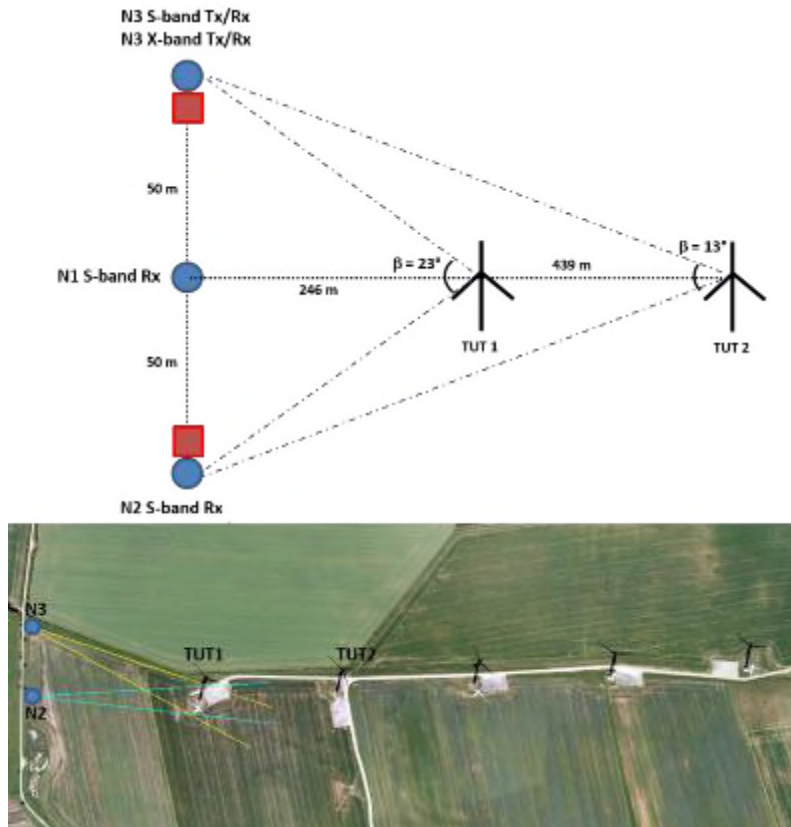 N3 S-band Tx/Rx
N3 X-band Tx/Rx
50 m
N1 S-band Rx
β = 23°
246 m
439 m
β = 13°
TUT 1
TUT 2
50 m
N2 S-band Rx
N3
TUT1
TUT2
N2